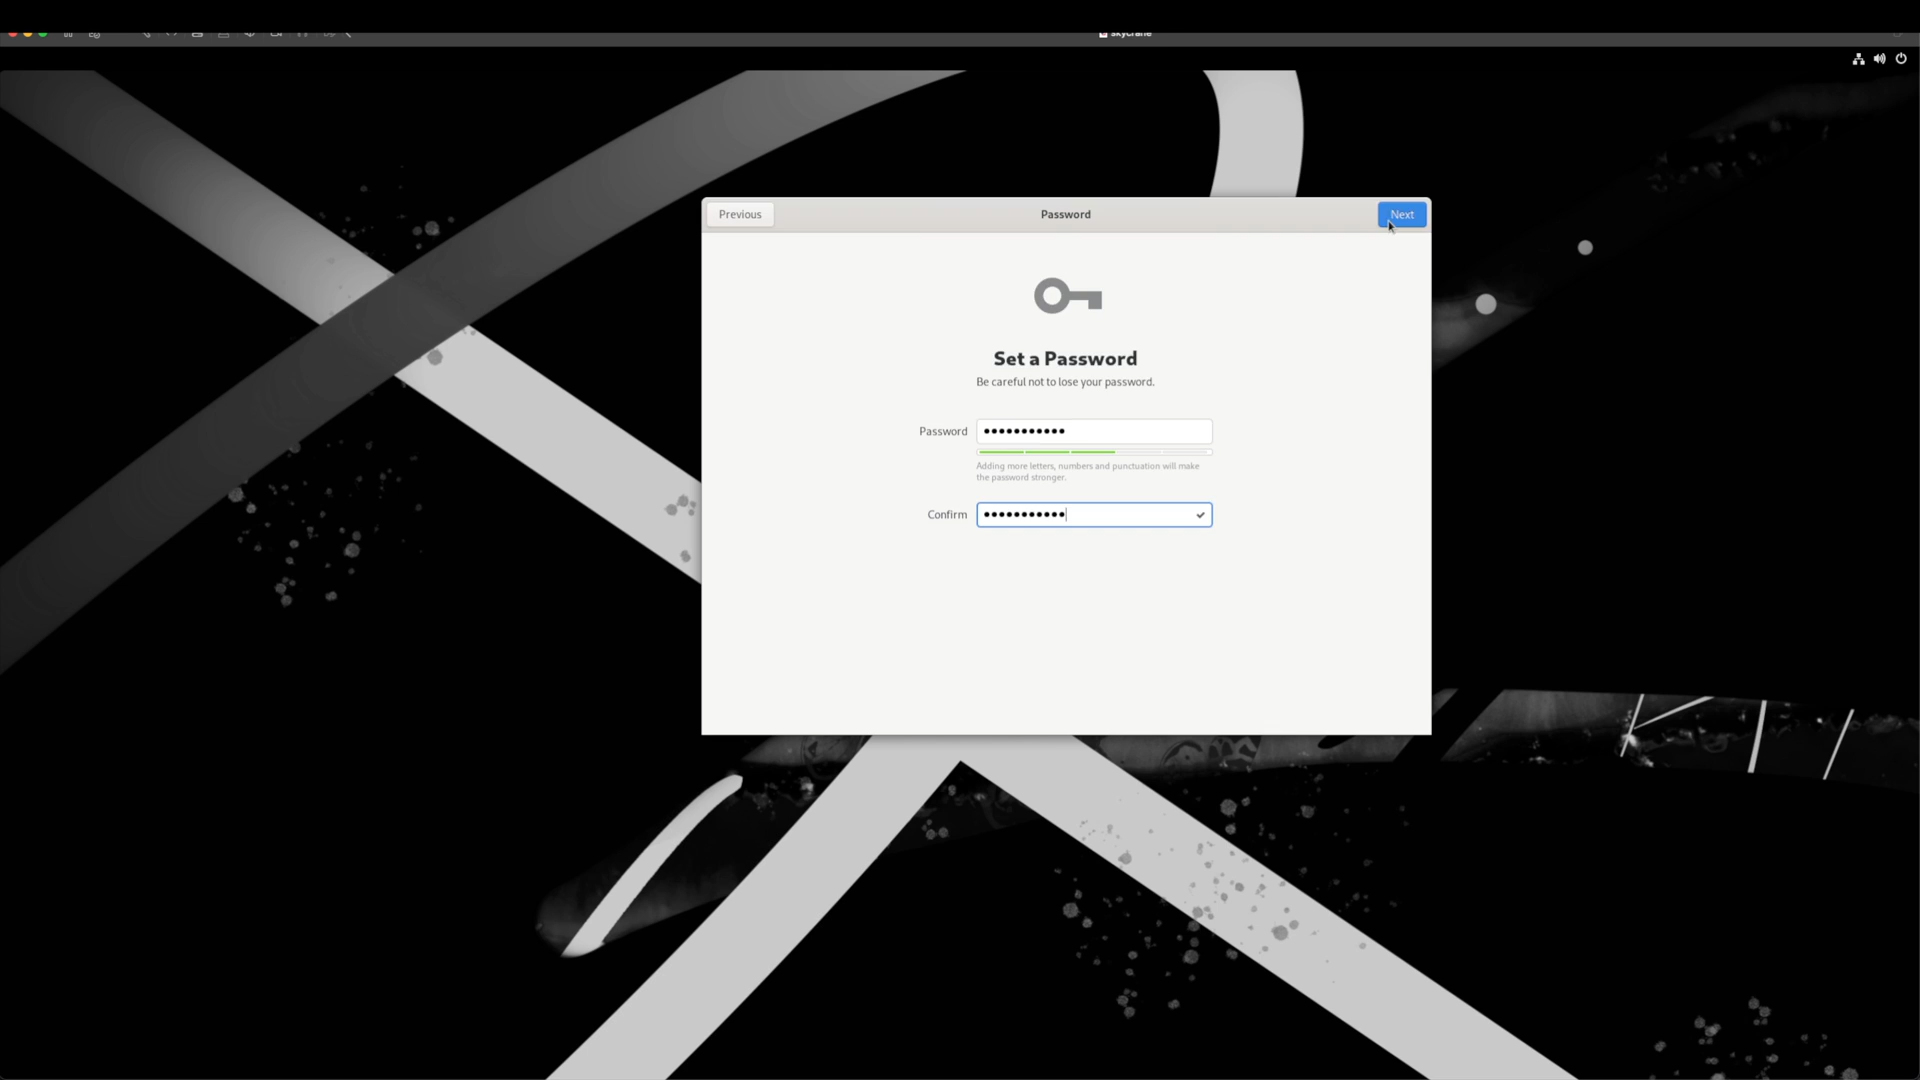 skycrane
Previous
Password
Next
Set a Password
Be careful not to lose your password.
Password
●●●●●●●●●●●
Adding more letters, numbers and punctuation will make
the password stronger.
Confirm
●●●●●●●●●●●